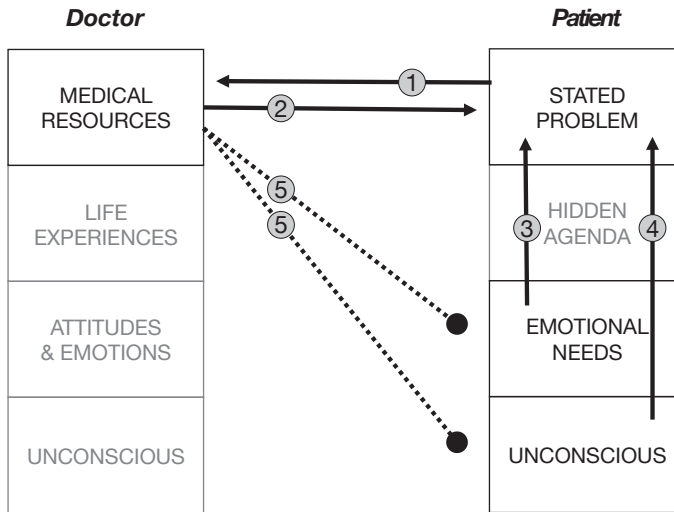 Doctor
Patient
1
MEDICAL
RESOURCES
2
STATED
PROBLEM
5
5
LIFE
EXPERIENCES
3
HIDDEN
AGENDA
4
ATTITUDES
& EMOTIONS
EMOTIONAL
NEEDS
UNCONSCIOUS
UNCONSCIOUS